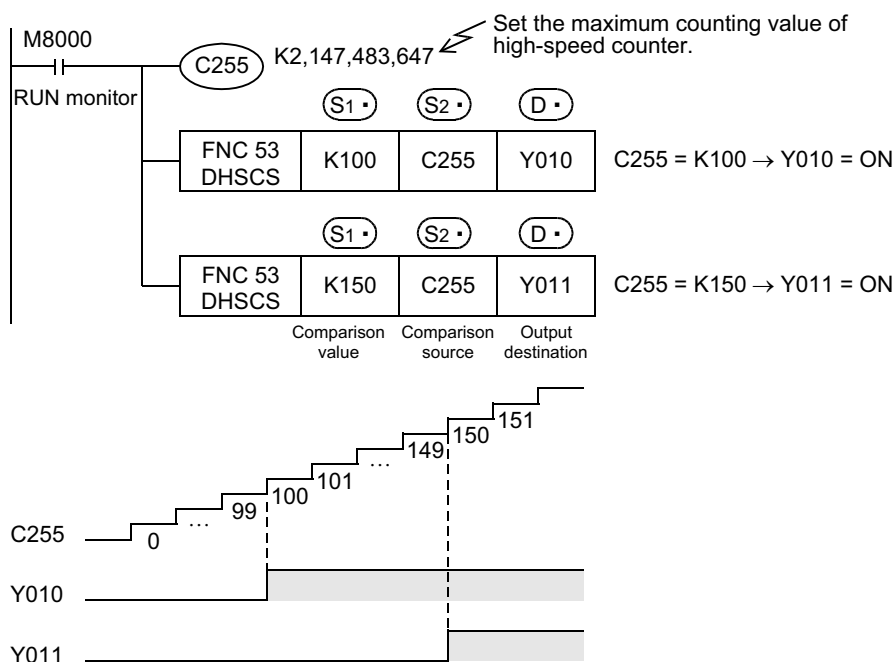 M8000
RUN monitor
C255 K2,147,483,647
Set the maximum counting value of
high-speed counter.
S1 · S2 · D ·
FNC 53
DHSCS
K100 C255 Y010
C255 = K100 → Y010 = ON
S1 · S2 · D ·
FNC 53
DHSCS
K150 C255 Y011
C255 = K150 → Y011 = ON
Comparison
value
Comparison
source
Output
destination
C255
0
...
99
100
101
...
149
150
151
Y010
Y011